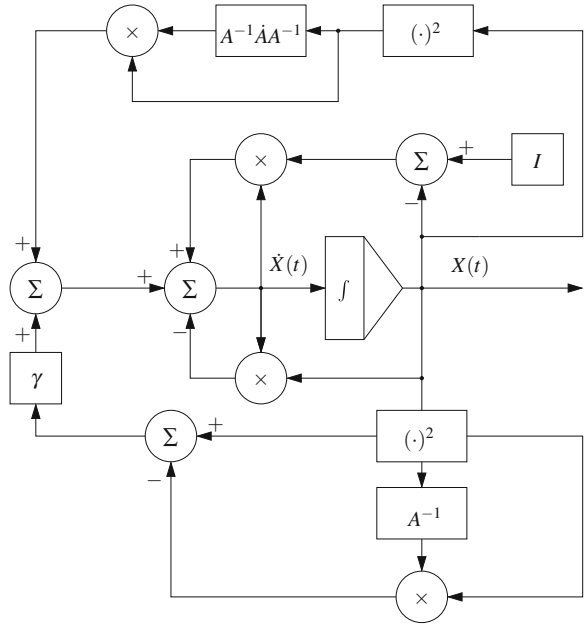 × A⁻¹ȦA⁻¹ (·)²
+ × Σ + I
−
+ + Σ + Σ Ẋ(t) ∫ X(t)
+ −
γ ×
Σ + (·)²
− A⁻¹
×